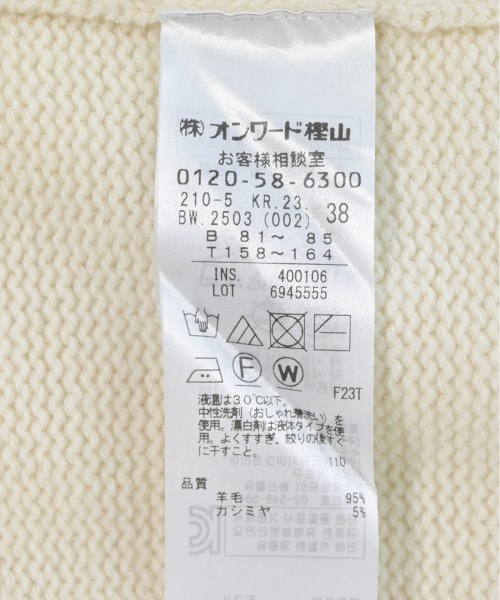 (株)オンワード樫山
お客様相談室
0120-58-6300
210-5 KR.23.
BW.2503 (002) 38
B 81〜 85
T158〜164
INS. 400106
LOT 6945555
F W
F23T
液温は30℃以下。
中性洗剤(おしゃれ着洗い)を
使用。漂白剤は液体タイプを使
用。よくすすぎ、絞りの後すぐ
に干すこと。
110
品質
羊毛 95%
カシミヤ 5%